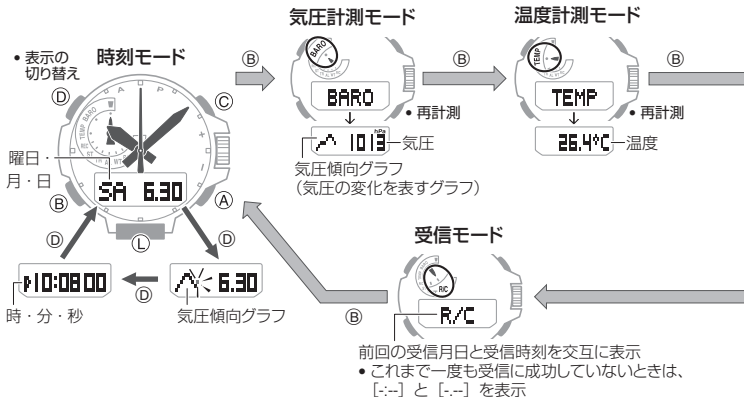 気圧計測モード
温度計測モード
• 表示の
切り替え
時刻モード
Ⓑ
Ⓑ
Ⓑ
Ⓓ
Ⓒ
A P
BARO
TEMP
BARO
TEMP
• 再計測
• 再計測
hPa
1013
気圧
26.4°C
温度
気圧傾向グラフ
（気圧の変化を表すグラフ）
曜日・
月・日
SA 6.30
Ⓑ
Ⓐ
Ⓛ
Ⓓ
Ⓓ
受信モード
10:08 00
Ⓓ
6.30
時・分・秒
気圧傾向グラフ
Ⓑ
R/C
R/C
前回の受信月日と受信時刻を交互に表示
• これまで一度も受信に成功していないときは、
［-:--］と［-.--］を表示